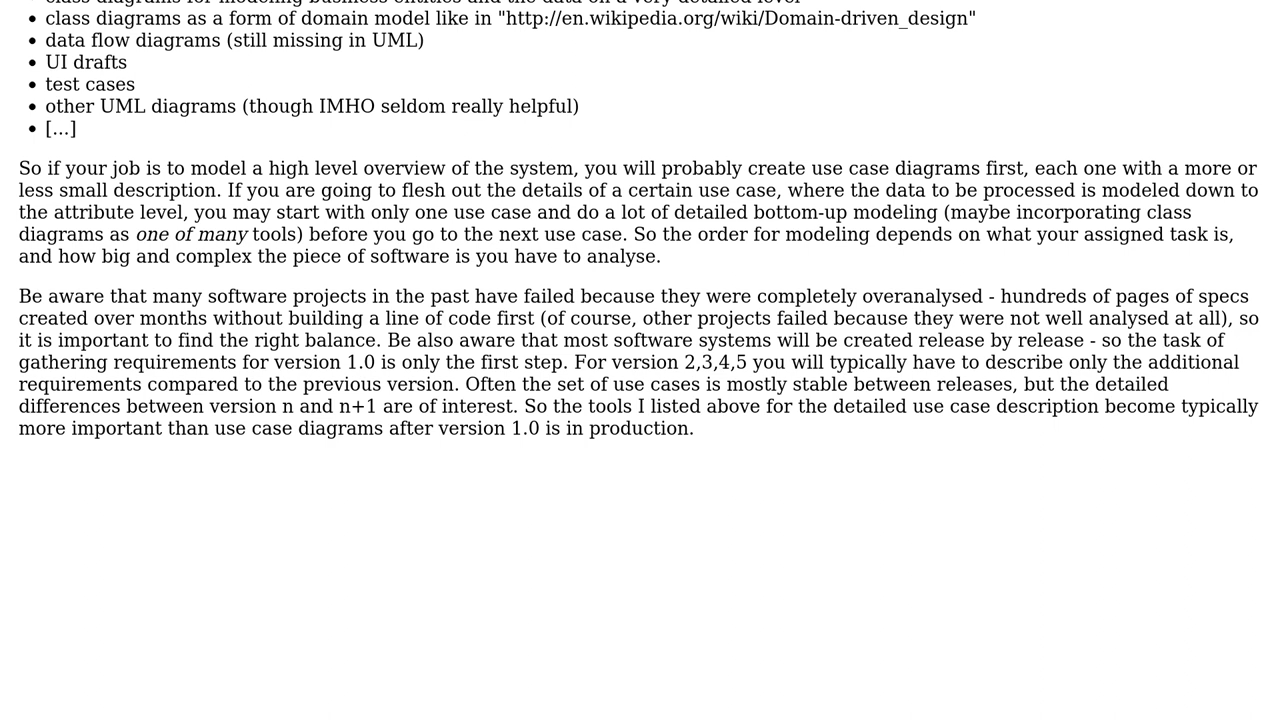 class diagrams for modeling business entities and the data on a very detailed level
• class diagrams as a form of domain model like in "http://en.wikipedia.org/wiki/Domain-driven_design"
• data flow diagrams (still missing in UML)
• UI drafts
• test cases
• other UML diagrams (though IMHO seldom really helpful)
• [...]
So if your job is to model a high level overview of the system, you will probably create use case diagrams first, each one with a more or
less small description. If you are going to flesh out the details of a certain use case, where the data to be processed is modeled down to
the attribute level, you may start with only one use case and do a lot of detailed bottom-up modeling (maybe incorporating class
diagrams as one of many tools) before you go to the next use case. So the order for modeling depends on what your assigned task is,
and how big and complex the piece of software is you have to analyse.
Be aware that many software projects in the past have failed because they were completely overanalysed - hundreds of pages of specs
created over months without building a line of code first (of course, other projects failed because they were not well analysed at all), so
it is important to find the right balance. Be also aware that most software systems will be created release by release - so the task of
gathering requirements for version 1.0 is only the first step. For version 2,3,4,5 you will typically have to describe only the additional
requirements compared to the previous version. Often the set of use cases is mostly stable between releases, but the detailed
differences between version n and n+1 are of interest. So the tools I listed above for the detailed use case description become typically
more important than use case diagrams after version 1.0 is in production.